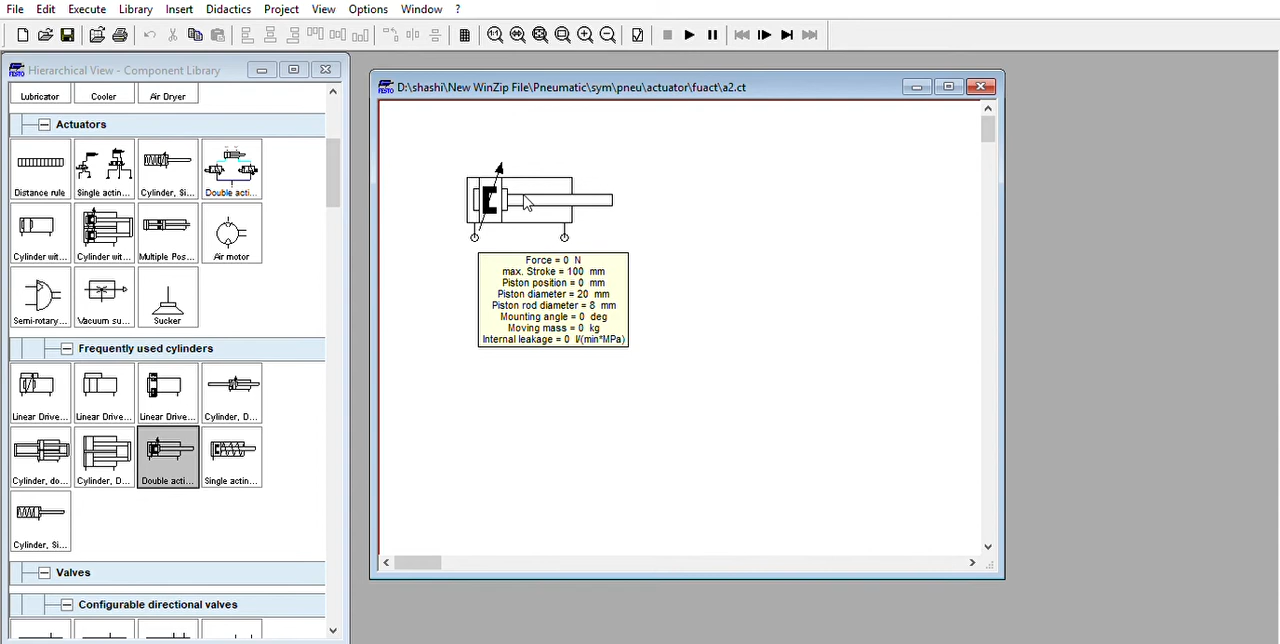 File Edit Execute Library Insert Didactics Project View Options Window ?
FESTO Hierarchical View - Component Library
Lubricator Cooler Air Dryer
Actuators
Distance rule Single actin... Cylinder, Si... Double acti...
Cylinder wit... Cylinder wit... Multiple Pos... Air motor
Semi-rotary... Vacuum su... Sucker
Frequently used cylinders
Linear Drive... Linear Drive... Linear Drive... Cylinder, D...
Cylinder, do... Cylinder, D... Double acti... Single actin...
Cylinder, Si...
Valves
Configurable directional valves
FESTO D:\shashi\New WinZip File\Pneumatic\sym\pneu\actuator\fuact\a2.ct
Force = 0 N
max. Stroke = 100 mm
Piston position = 0 mm
Piston diameter = 20 mm
Piston rod diameter = 8 mm
Mounting angle = 0 deg
Moving mass = 0 kg
Internal leakage = 0 l/(min*MPa)